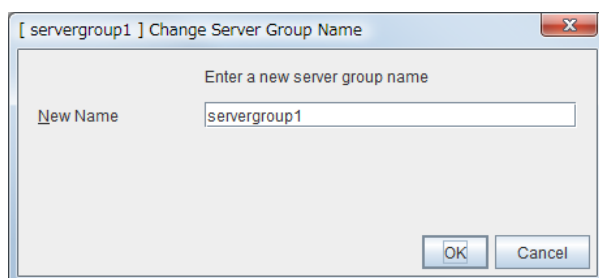 [ servergroup1 ] Change Server Group Name
Enter a new server group name
New Name
servergroup1
OK
Cancel